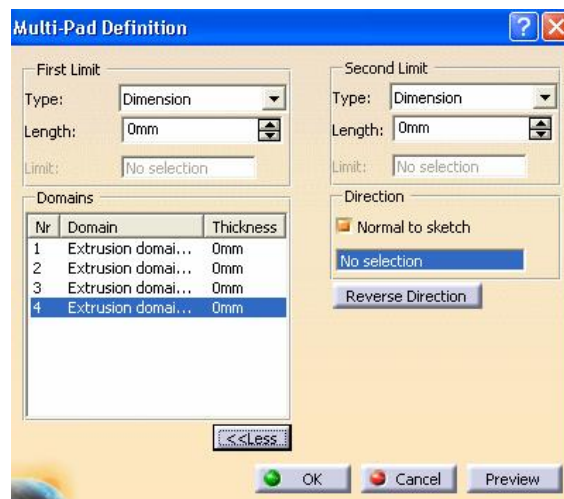 Multi-Pad Definition
?
X
First Limit
Type:
Dimension
Length:
0mm
Limit:
No selection
Second Limit
Type:
Dimension
Length:
0mm
Limit:
No selection
Domains
Nr Domain Thickness
1 Extrusion domai... 0mm
2 Extrusion domai... 0mm
3 Extrusion domai... 0mm
4 Extrusion domai... 0mm
Direction
Normal to sketch
No selection
Reverse Direction
<<Less
OK
Cancel
Preview